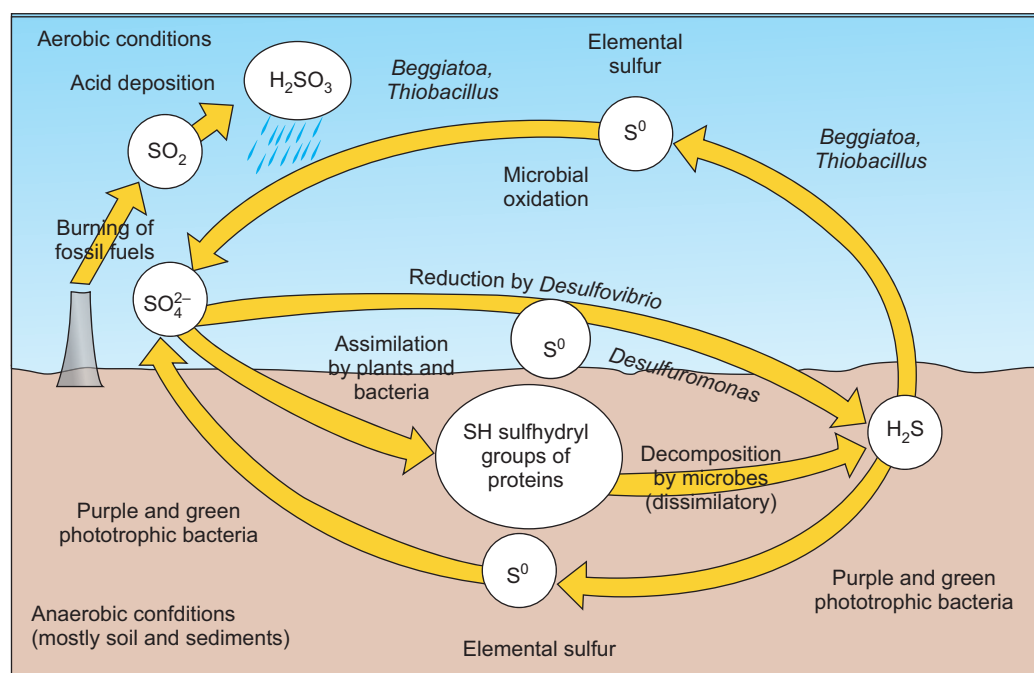 Aerobic conditions
Acid deposition
H₂SO₃
Beggiatoa,
Thiobacillus
Elemental
sulfur
S⁰
Beggiatoa,
Thiobacillus
SO₂
Microbial
oxidation
Burning of
fossil fuels
SO₄²⁻
Reduction by Desulfovibrio
S⁰
Desulfuromonas
Assimilation
by plants and
bacteria
SH sulfhydryl
groups of
proteins
H₂S
Decomposition
by microbes
(dissimilatory)
Purple and green
phototrophic bacteria
S⁰
Purple and green
phototrophic bacteria
Anaerobic confditions
(mostly soil and sediments)
Elemental sulfur